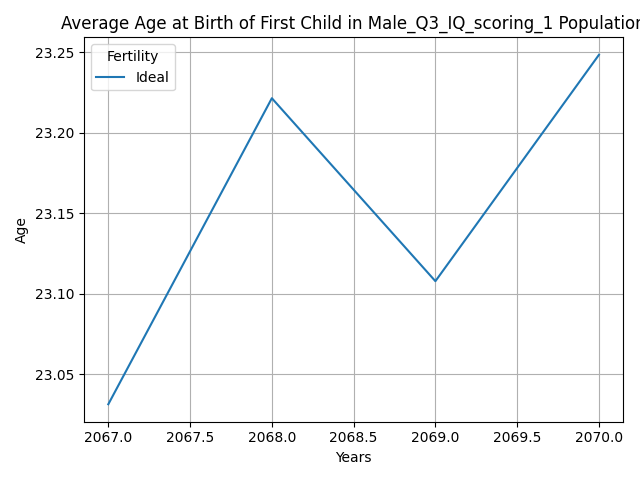 Average Age at Birth of First Child in Male_Q3_IQ_scoring_1 Population
Fertility
Ideal
23.25
23.20
23.15
23.10
23.05
Age
2067.0 2067.5 2068.0 2068.5 2069.0 2069.5 2070.0
Years